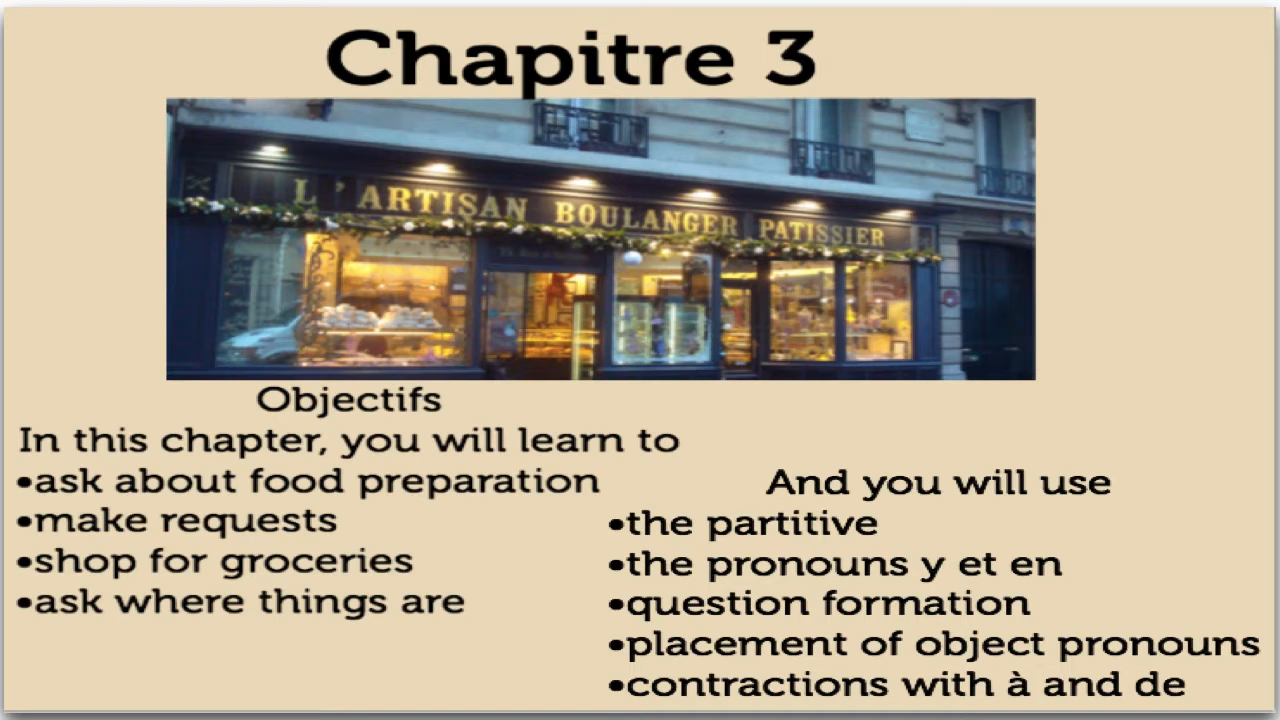 Chapitre 3
L'ARTISAN BOULANGER PATISSIER
Objectifs
In this chapter, you will learn to
•ask about food preparation
•make requests
•shop for groceries
•ask where things are
And you will use
•the partitive
•the pronouns y et en
•question formation
•placement of object pronouns
•contractions with à and de